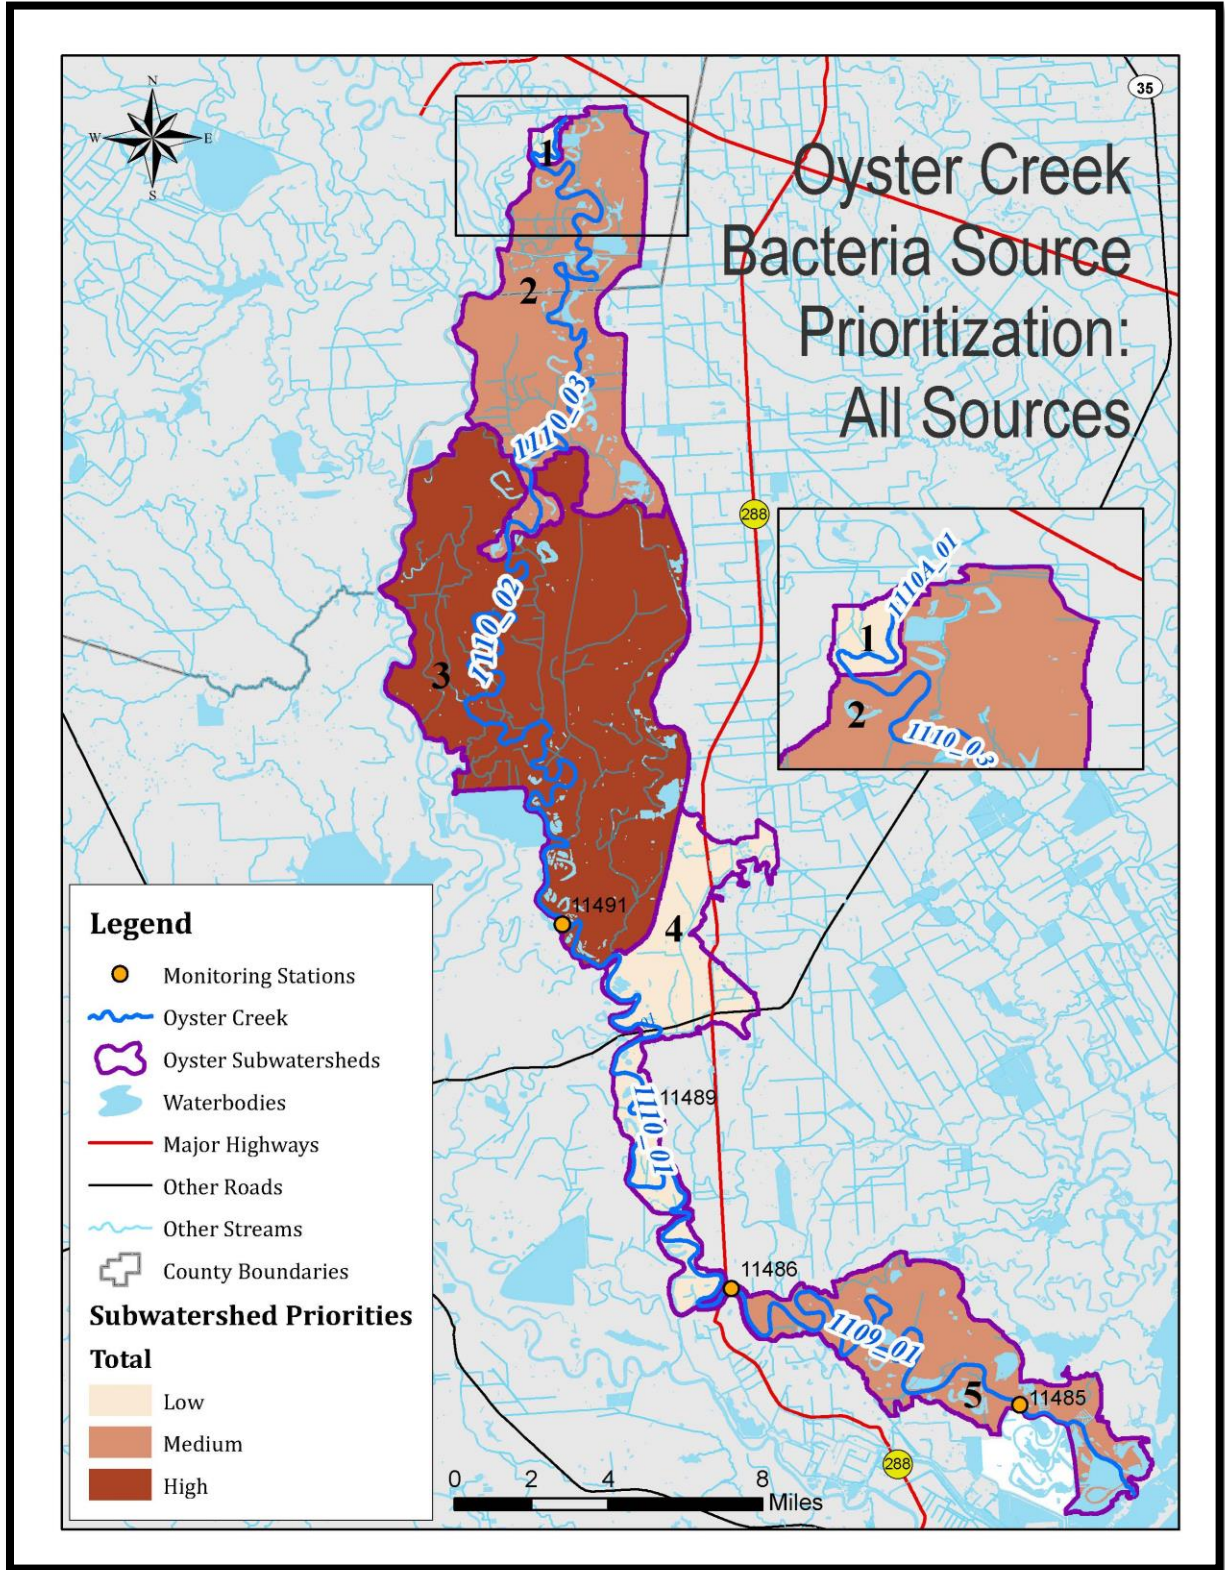 N
W E
S
35
Oyster Creek
Bacteria Source
Prioritization:
All Sources
1
2
1110_03
288
1110A_01
1
2
1110_03
1110_02
3
11491
4
01
11489
1110_01
11486
1109_01
5
11485
288
Legend
Monitoring Stations
Oyster Creek
Oyster Subwatersheds
Waterbodies
Major Highways
Other Roads
Other Streams
County Boundaries
Subwatershed Priorities
Total
Low
Medium
High
0 2 4 8
Miles